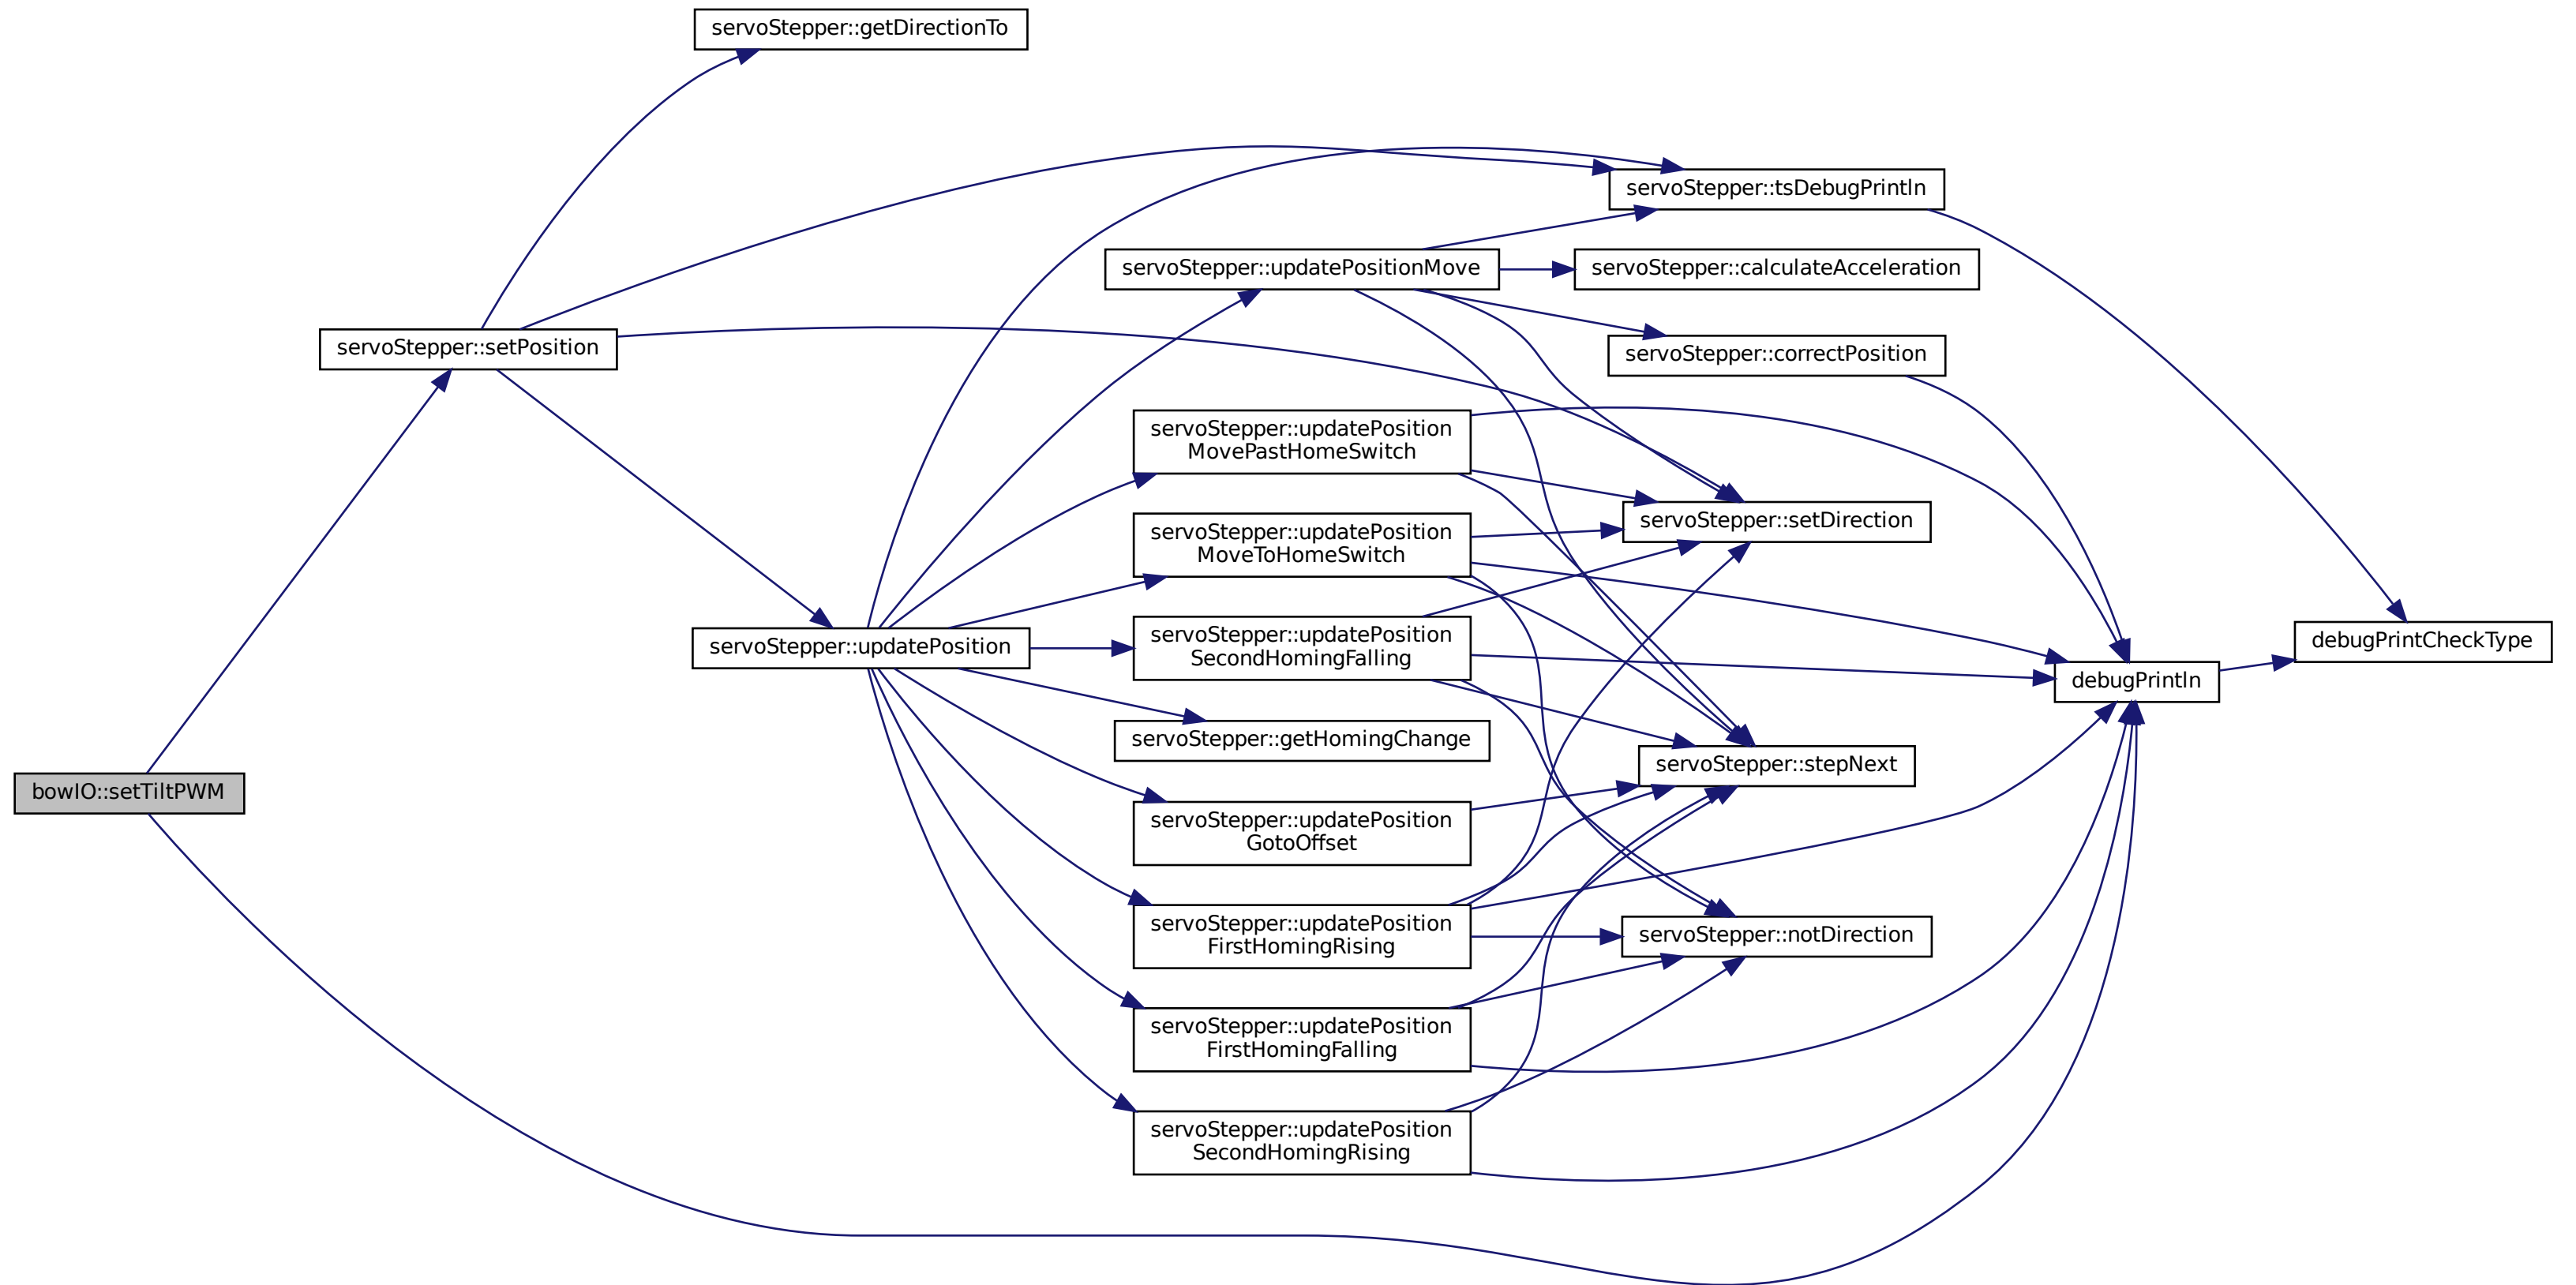 servoStepper::getDirectionTo
servoStepper::tsDebugPrintln
servoStepper::updatePositionMove
servoStepper::calculateAcceleration
servoStepper::setPosition
servoStepper::correctPosition
servoStepper::updatePosition
MovePastHomeSwitch
servoStepper::setDirection
servoStepper::updatePosition
MoveToHomeSwitch
servoStepper::updatePosition
servoStepper::updatePosition
SecondHomingFalling
debugPrintCheckType
debugPrintln
servoStepper::getHomingChange
servoStepper::stepNext
bowIO::setTiltPWM
servoStepper::updatePosition
GotoOffset
servoStepper::updatePosition
FirstHomingRising
servoStepper::notDirection
servoStepper::updatePosition
FirstHomingFalling
servoStepper::updatePosition
SecondHomingRising